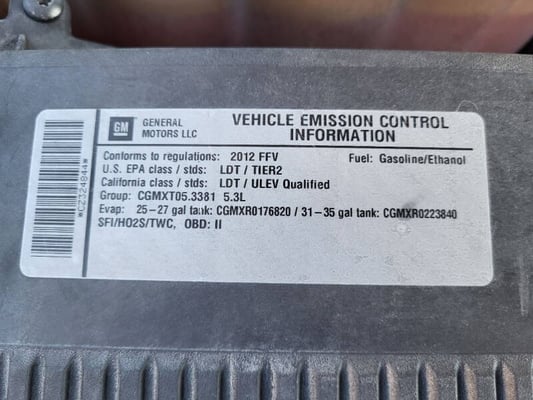 GM
GENERAL MOTORS LLC
VEHICLE EMISSION CONTROL
INFORMATION
Conforms to regulations: 2012 FFV Fuel: Gasoline/Ethanol
U.S. EPA class / stds: LDT / TIER2
California class / stds: LDT / ULEV Qualified
Group: CGMXT05.3381 5.3L
Evap: 25-27 gal tank: CGMXR0176820 / 31-35 gal tank: CGMXR0223840
SFI/HO2S/TWC, OBD: II
*CZ324844*